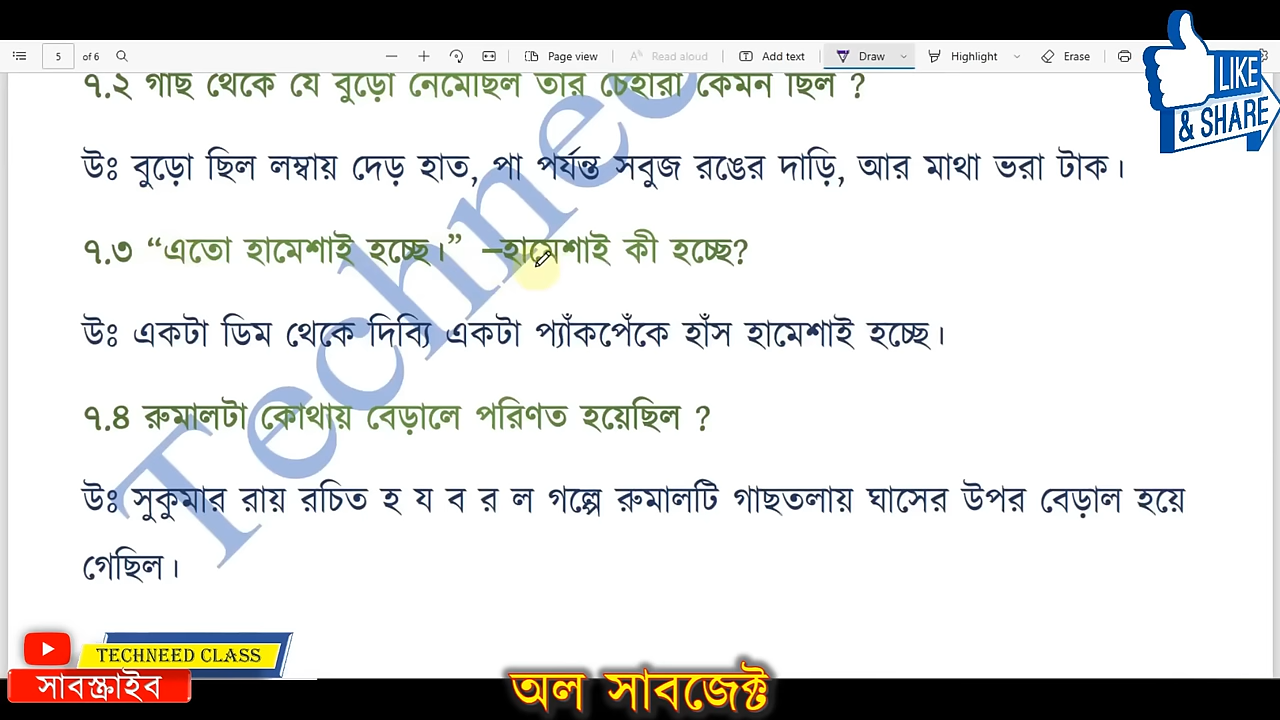 5 of 6 Page view Read aloud Add text Draw Highlight Erase
LIKE
& SHARE
৭.২ গাছ থেকে যে বুড়ো নেমেছিল তার চেহারা কেমন ছিল ?
উঃ বুড়ো ছিল লম্বায় দেড় হাত, পা পর্যন্ত সবুজ রঙের দাড়ি, আর মাথা ভরা টাক।
৭.৩ “এতো হামেশাই হচ্ছে।” –হামেশাই কী হচ্ছে?
উঃ একটা ডিম থেকে দিব্যি একটা প্যাঁকপেঁকে হাঁস হামেশাই হচ্ছে।
৭.৪ রুমালটা কোথায় বেড়ালে পরিণত হয়েছিল ?
উঃ সুকুমার রায় রচিত হ য ব র ল গল্পে রুমালটি গাছতলায় ঘাসের উপর বেড়াল হয়ে
গেছিল।
Technee
TECHNEED CLASS
সাবস্ক্রাইব
অল সাবজেক্ট